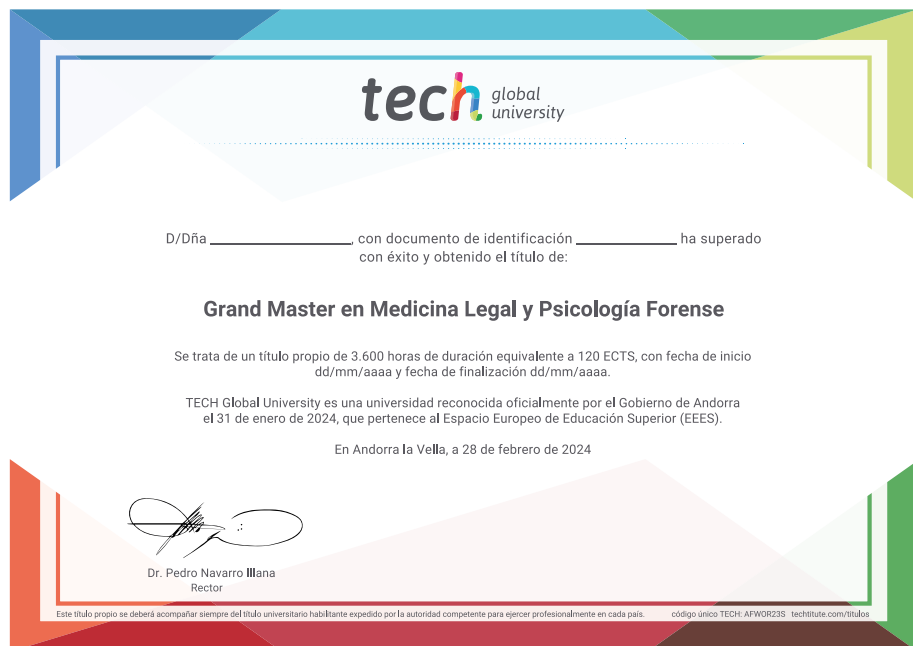 tech global university
D/Dña ___________, con documento de identificación ___________ ha superado
con éxito y obtenido el título de:
Grand Master en Medicina Legal y Psicología Forense
Se trata de un título propio de 3.600 horas de duración equivalente a 120 ECTS, con fecha de inicio
dd/mm/aaaa y fecha de finalización dd/mm/aaaa.
TECH Global University es una universidad reconocida oficialmente por el Gobierno de Andorra
el 31 de enero de 2024, que pertenece al Espacio Europeo de Educación Superior (EEES).
En Andorra la Vella, a 28 de febrero de 2024
Dr. Pedro Navarro Illana
Rector
Este título propio se deberá acompañar siempre del título universitario habilitante expedido por la autoridad competente para ejercer profesionalmente en cada país. código único TECH: AFWOR23S techtitute.com/titulos